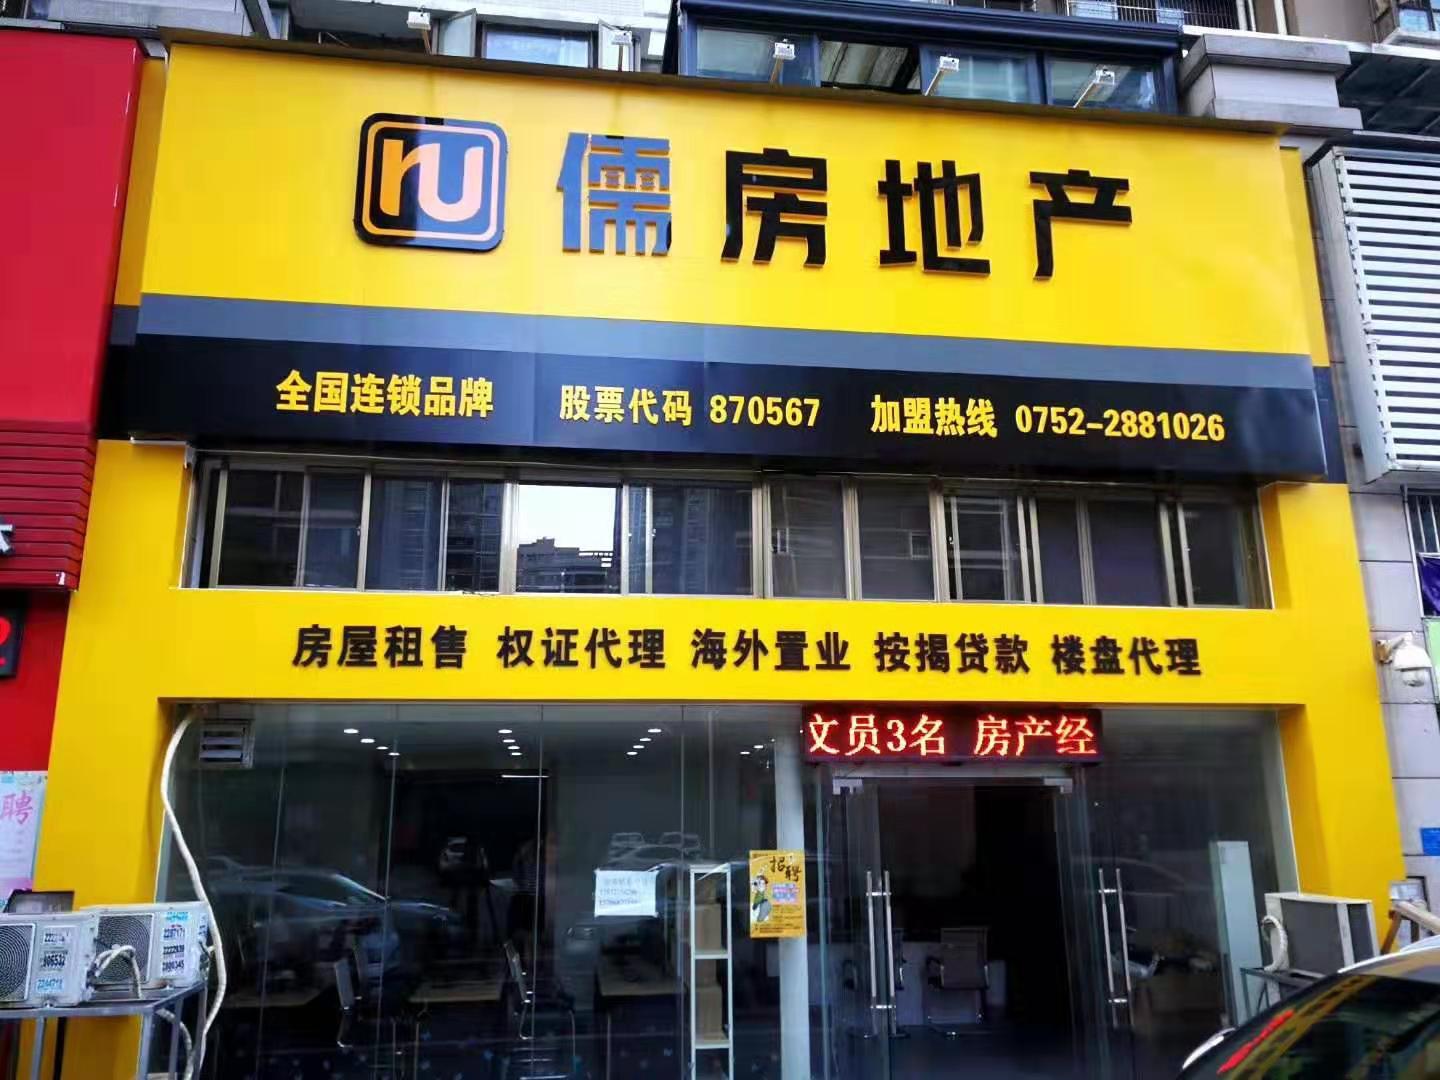 ru 儒房地产
全国连锁品牌 股票代码 870567 加盟热线 0752-2881026
房屋租售 权证代理 海外置业 按揭贷款 楼盘代理
文员3名 房产经
招聘
聘